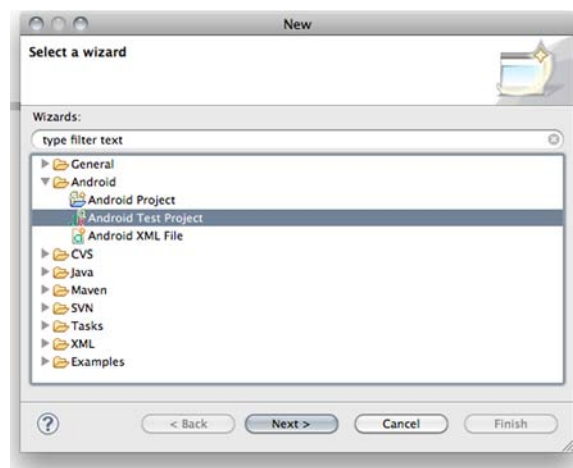 New
Select a wizard
Wizards:
type filter text
General
Android
Android Project
Android Test Project
Android XML File
CVS
Java
Maven
SVN
Tasks
XML
Examples
? < Back Next > Cancel Finish